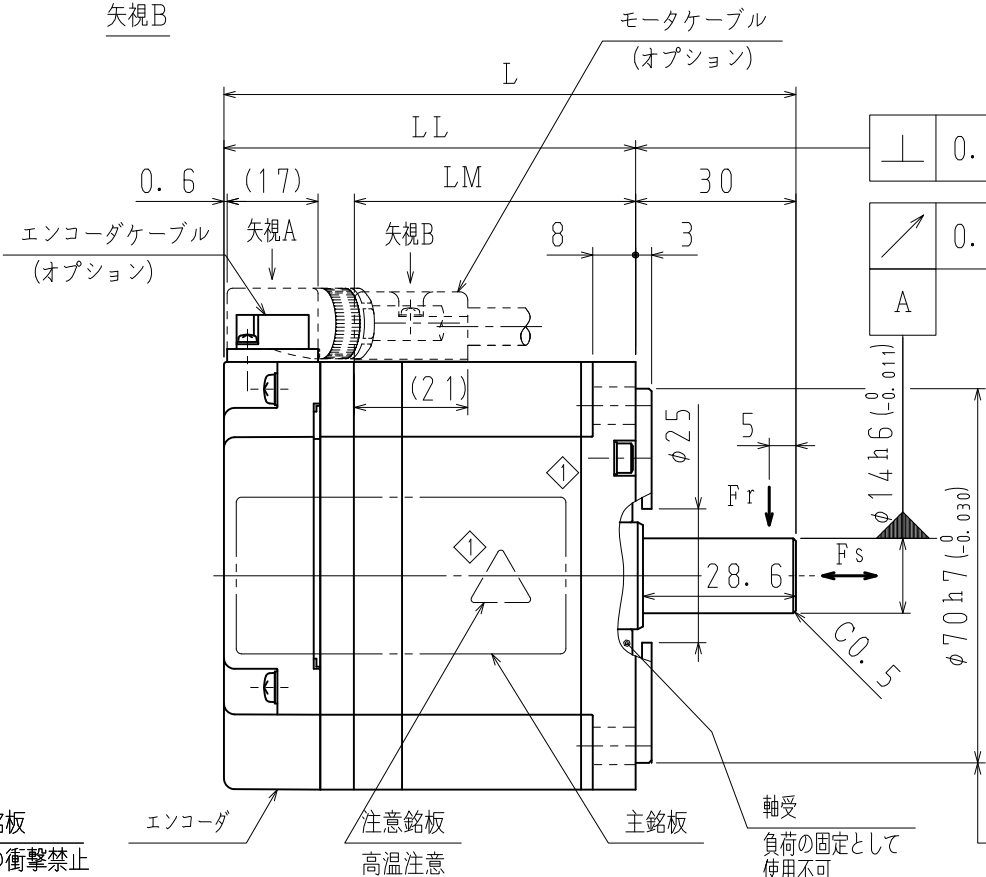 矢視B
モータケーブル
(オプション)
L
LL
0.
0. 6
(17)
LM
30
エンコーダケーブル
(オプション)
矢視A
矢視B
8
3
0.
A
(21)
φ25
5
φ14h6(-0.011 0)
Fr
Fs
28. 6
φ70h7(-0.030 0)
C0. 5
1
1
銘板
の衝撃禁止
エンコーダ
注意銘板
高温注意
主銘板
軸受
負荷の固定として
使用不可